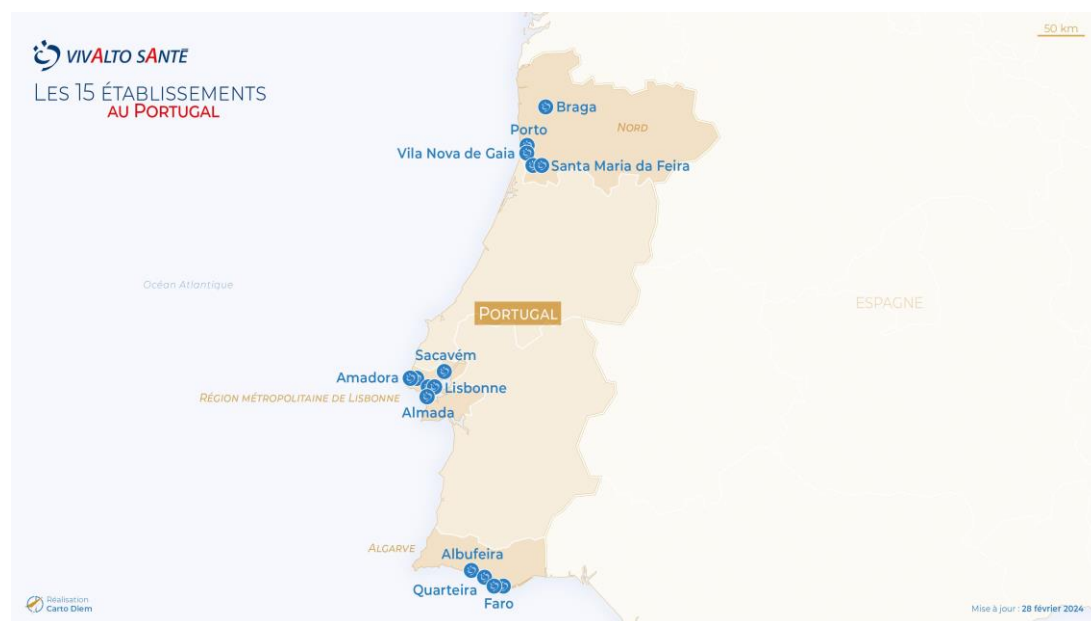 VIVALTO SANTÉ
LES 15 ÉTABLISSEMENTS
AU PORTUGAL
50 km
Braga
NORD
Porto
Vila Nova de Gaia
Santa Maria da Feira
Océan Atlantique
ESPAGNE
PORTUGAL
Sacavém
Amadora
Lisbonne
RÉGION MÉTROPOLITAINE DE LISBONNE
Almada
ALGARVE
Albufeira
Quarteira
Faro
Réalisation
Carto Diem
Mise à jour : 28 février 2024